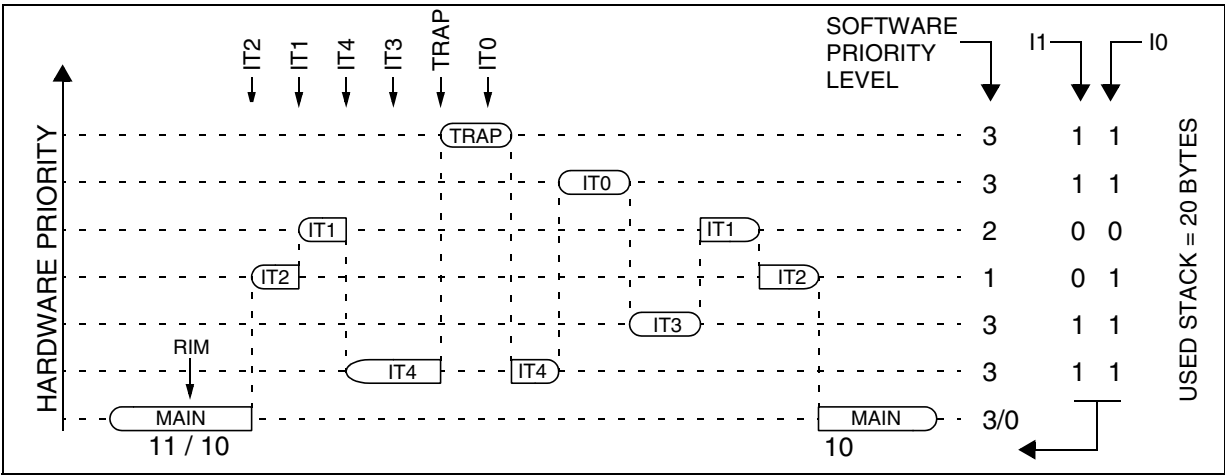 IT2
IT1
IT4
IT3
TRAP
IT0
SOFTWARE
PRIORITY
LEVEL
I1
I0
HARDWARE PRIORITY
TRAP
3 1 1
IT0
3 1 1
IT1
IT1
2 0 0
IT2
IT2
1 0 1
IT3
3 1 1
RIM
IT4
IT4
3 1 1
MAIN
MAIN
3/0
11 / 10
10
USED STACK = 20 BYTES